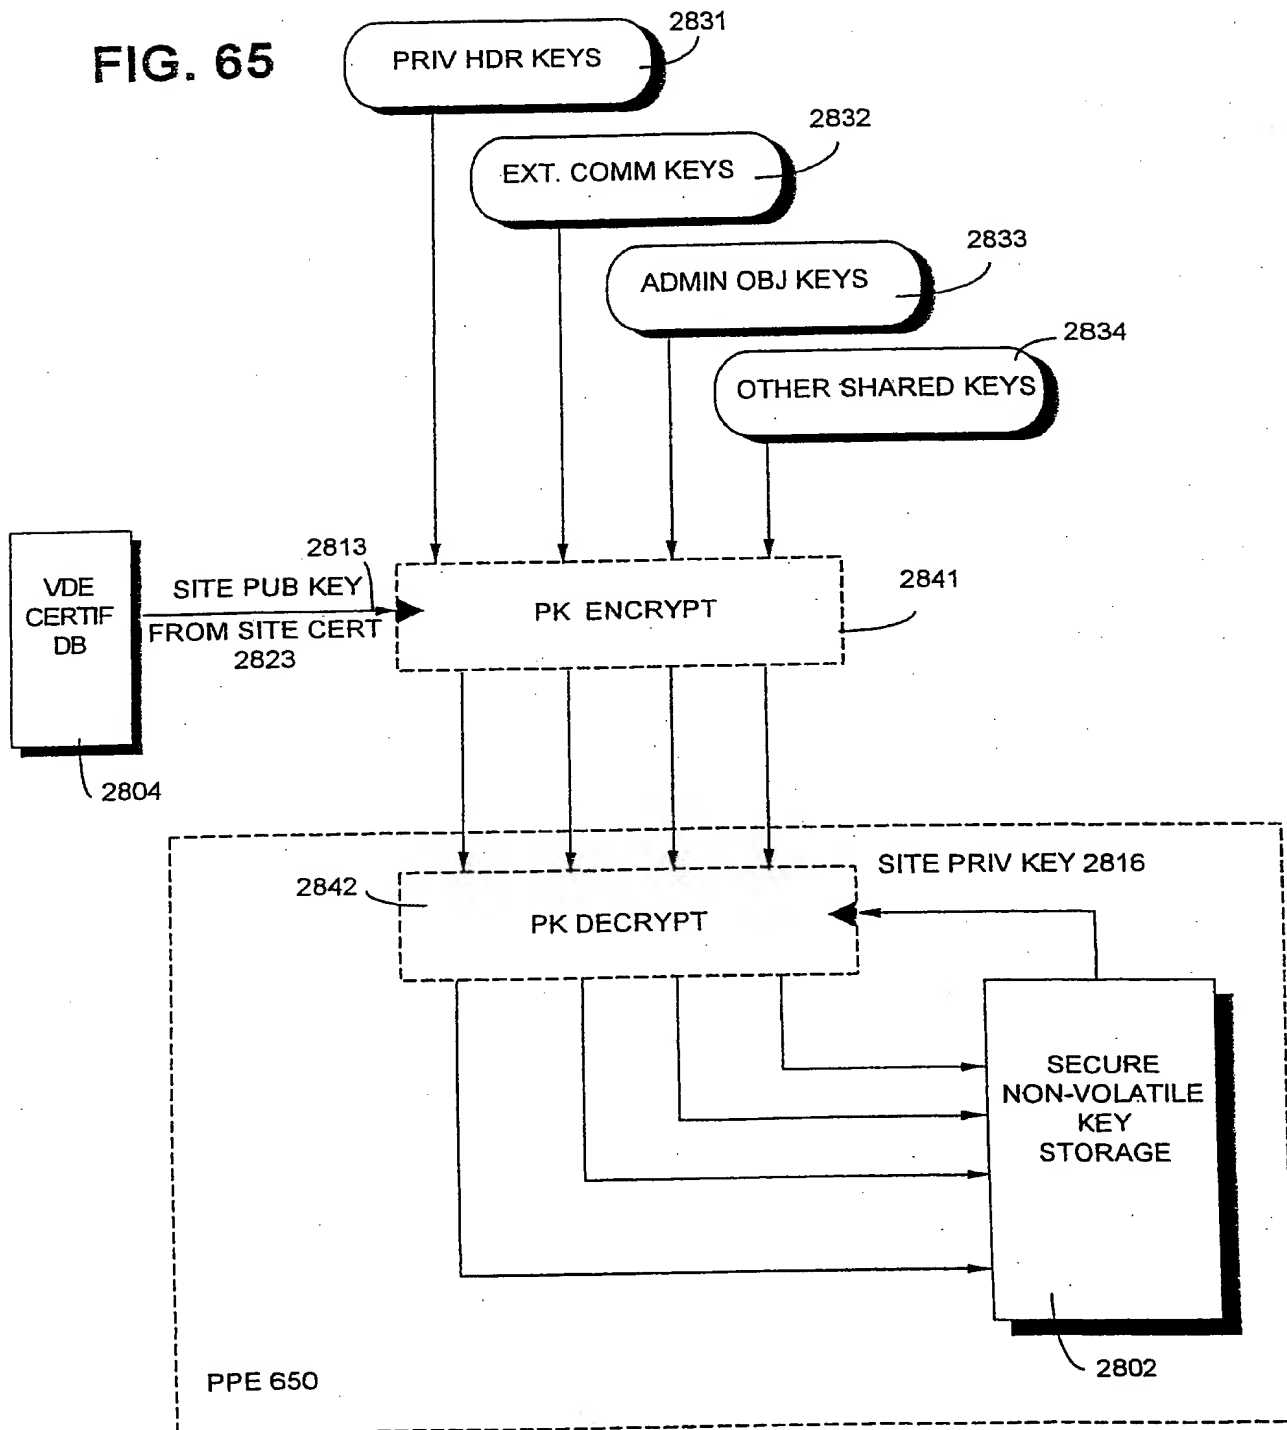 FIG. 65
PRIV HDR KEYS
2831
EXT. COMM KEYS
2832
ADMIN OBJ KEYS
2833
OTHER SHARED KEYS
2834
VDE
CERTIF
DB
2804
2813
SITE PUB KEY
FROM SITE CERT
2823
PK ENCRYPT
2841
2842
PK DECRYPT
SITE PRIV KEY 2816
SECURE
NON-VOLATILE
KEY
STORAGE
2802
PPE 650